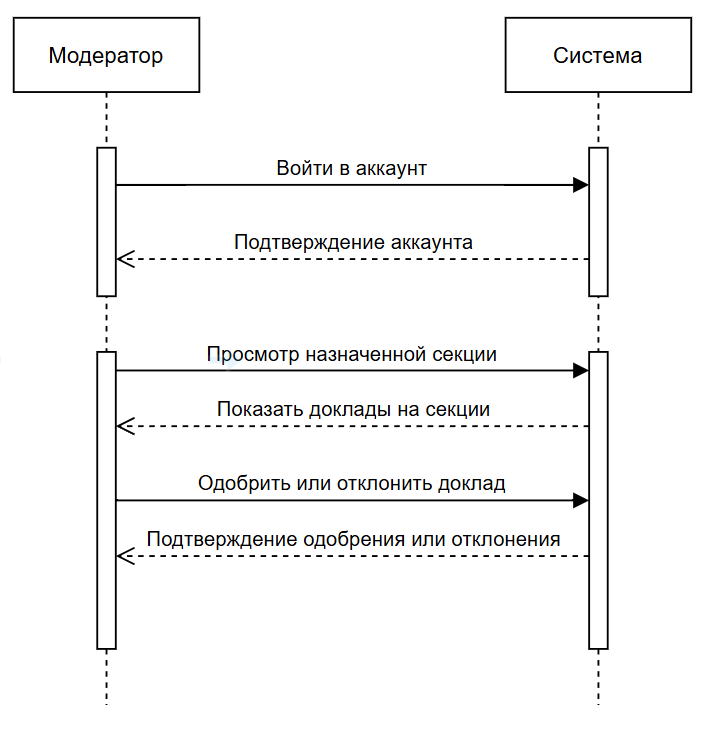 Модератор
Система
Войти в аккаунт
Подтверждение аккаунта
Просмотр назначенной секции
Показать доклады на секции
Одобрить или отклонить доклад
Подтверждение одобрения или отклонения